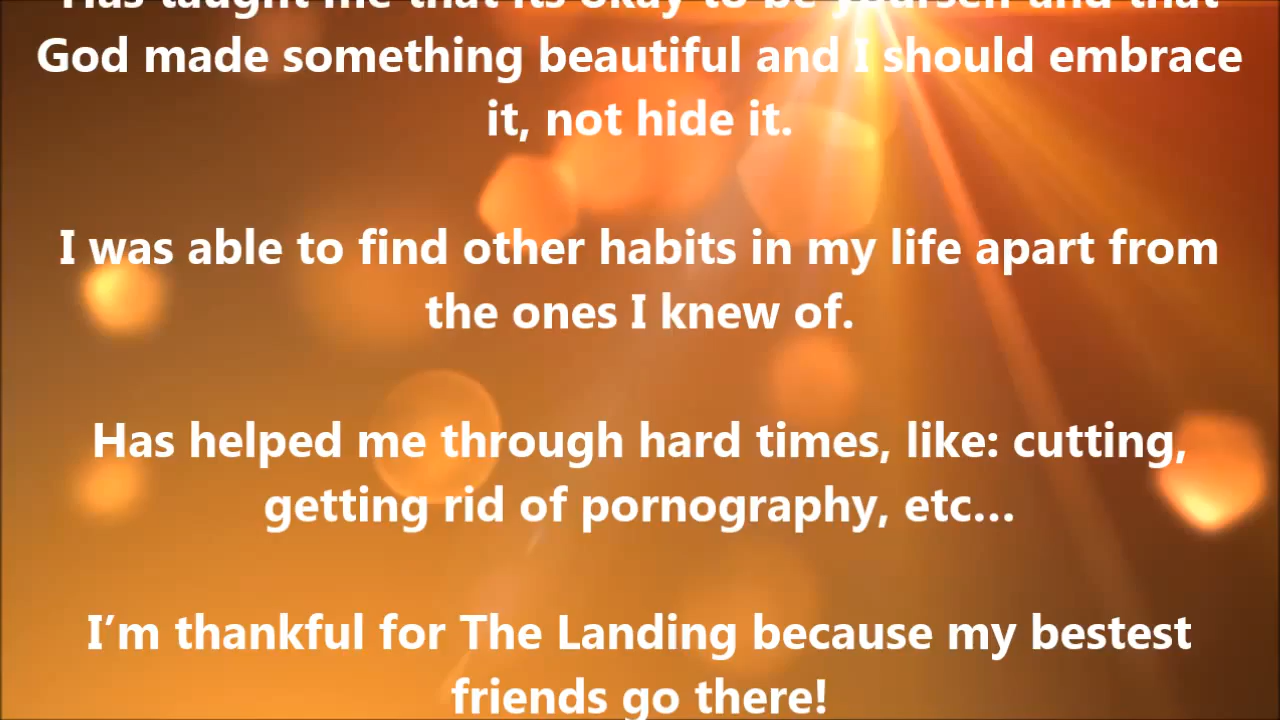 Has taught me that its okay to be yourself and that
God made something beautiful and I should embrace
it, not hide it.
I was able to find other habits in my life apart from
the ones I knew of.
Has helped me through hard times, like: cutting,
getting rid of pornography, etc...
I’m thankful for The Landing because my bestest
friends go there!